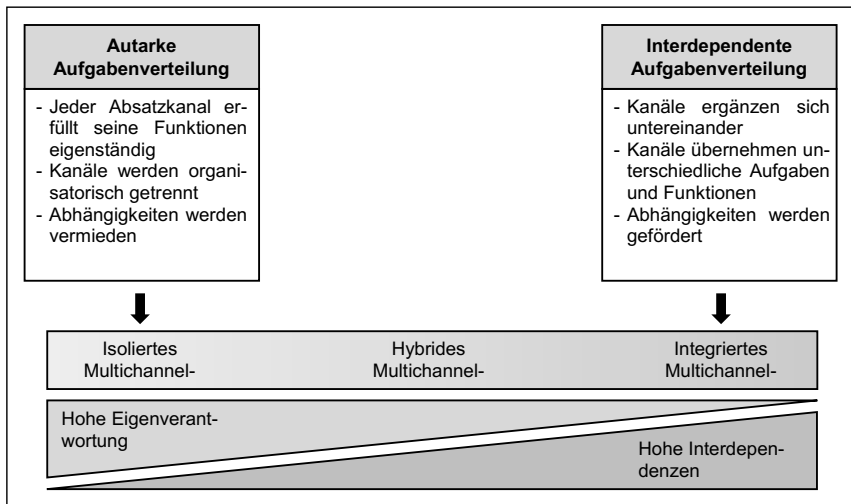 Autarke
Aufgabenverteilung
- Jeder Absatzkanal er-
füllt seine Funktionen
eigenständig
- Kanäle werden organi-
satorisch getrennt
- Abhängigkeiten werden
vermieden
Interdependente
Aufgabenverteilung
- Kanäle ergänzen sich
untereinander
- Kanäle übernehmen un-
terschiedliche Aufgaben
und Funktionen
- Abhängigkeiten werden
gefördert
Isoliertes
Multichannel-
Hybrides
Multichannel-
Integriertes
Multichannel-
Hohe Eigenverant-
wortung
Hohe Interdepen-
denzen